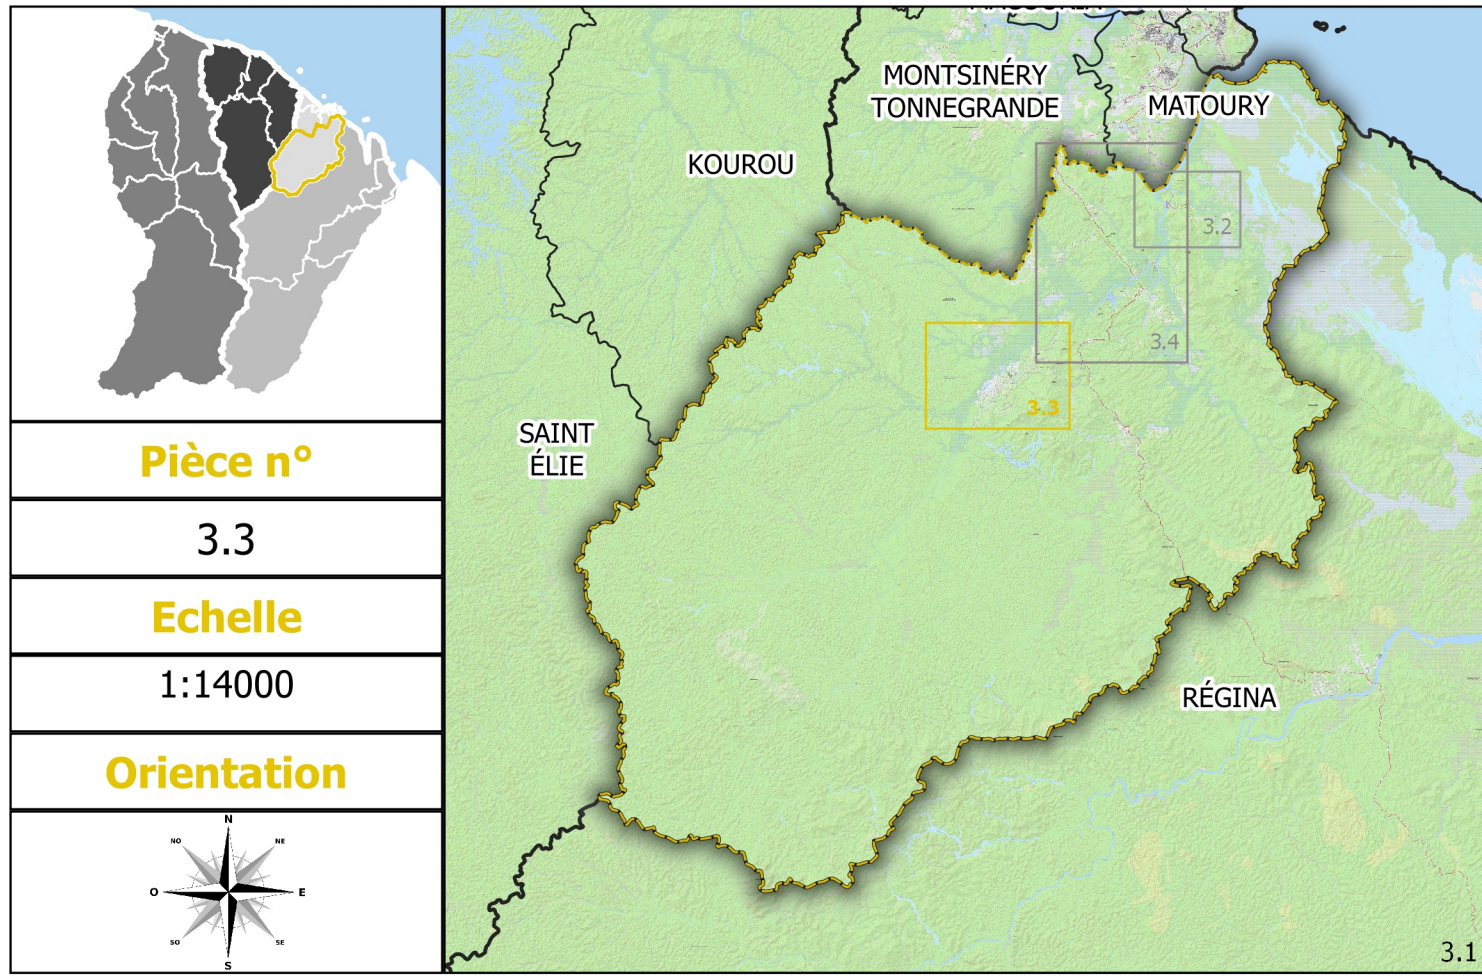 Pièce n°
3.3
Echelle
1:14000
Orientation
N
NO
NE
O
E
SO
SE
S
MONTSINÉRY
TONNEGRANDE
MATOURY
KOUROU
3.2
3.4
3.3
SAINT
ÉLIE
RÉGINA
3.1